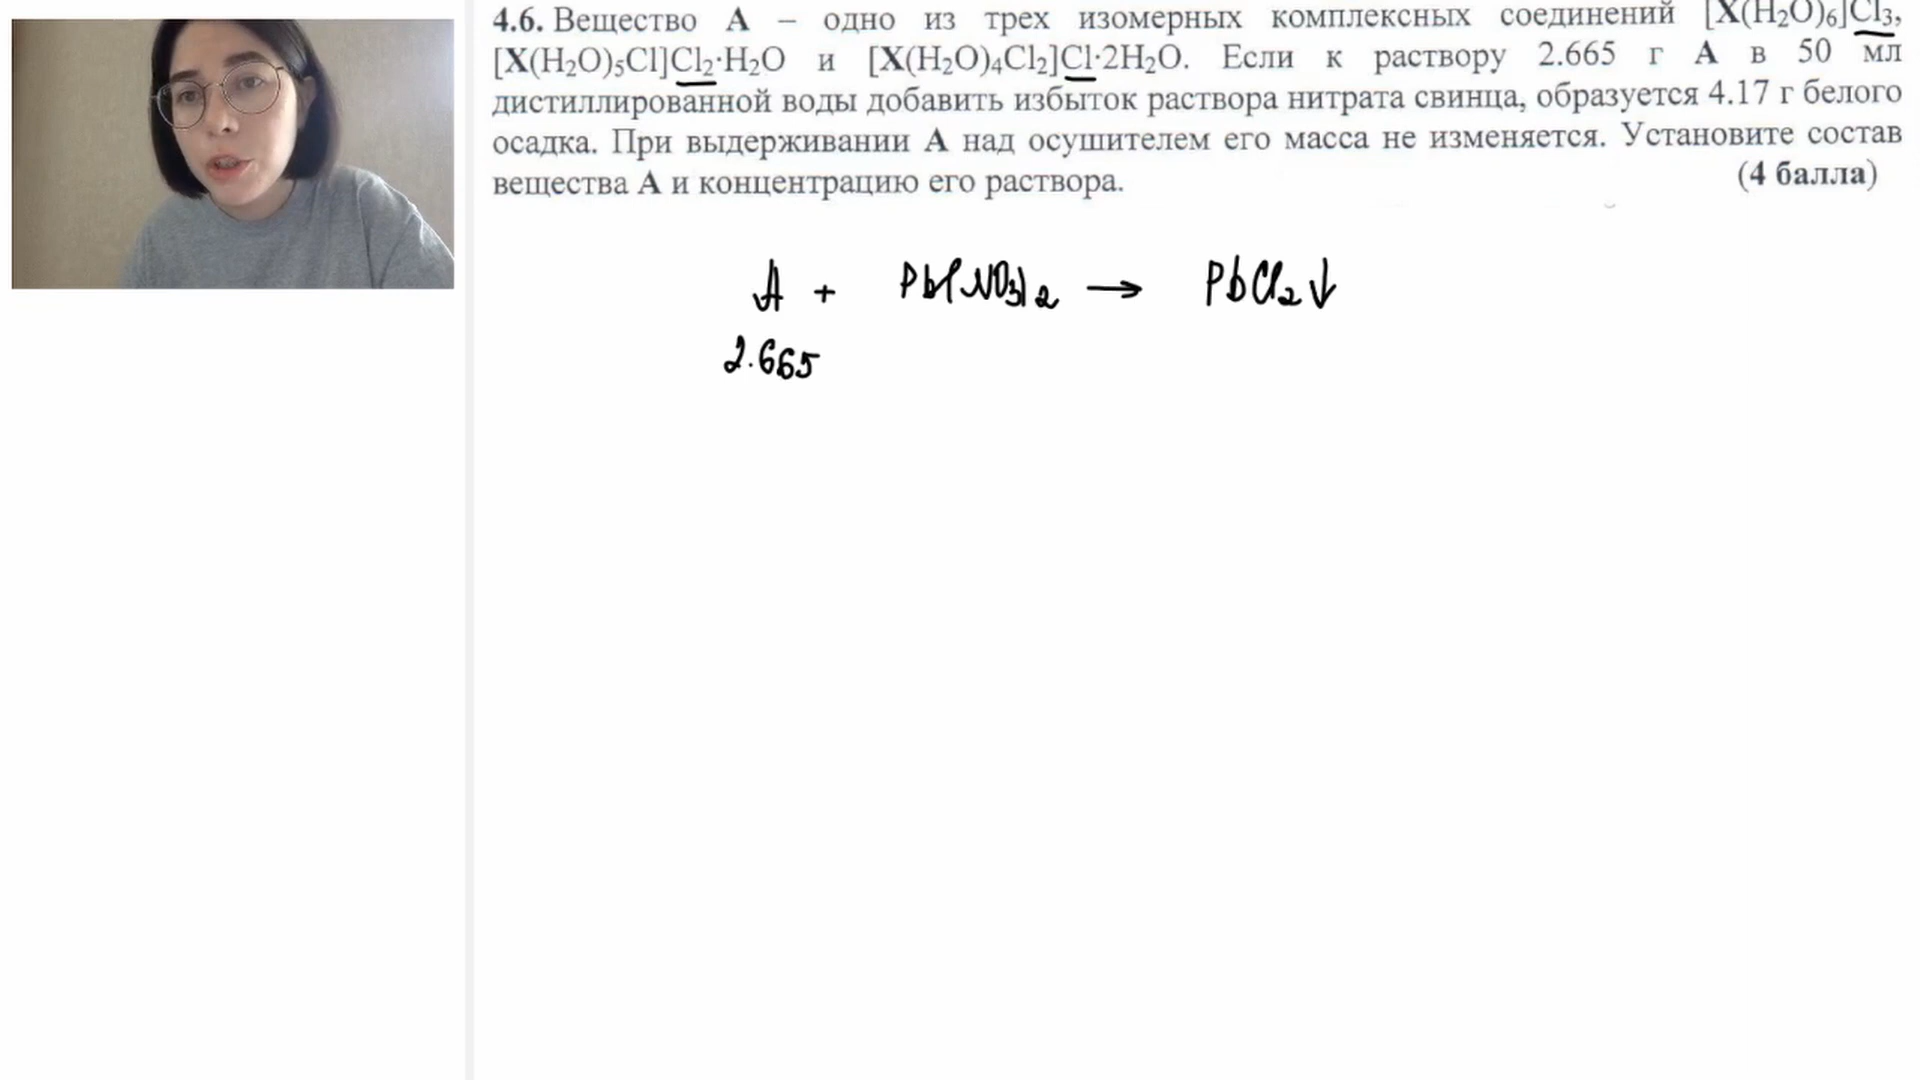 4.6. Вещество А – одно из трех изомерных комплексных соединений [X(H₂O)₆]Cl₃,
[X(H₂O)₅Cl]Cl₂·H₂O и [X(H₂O)₄Cl₂]Cl·2H₂O. Если к раствору 2.665 г А в 50 мл
дистиллированной воды добавить избыток раствора нитрата свинца, образуется 4.17 г белого
осадка. При выдерживании А над осушителем его масса не изменяется. Установите состав
вещества А и концентрацию его раствора. (4 балла)
A + Pb(NO₃)₂ → PbCl₂↓
2.665